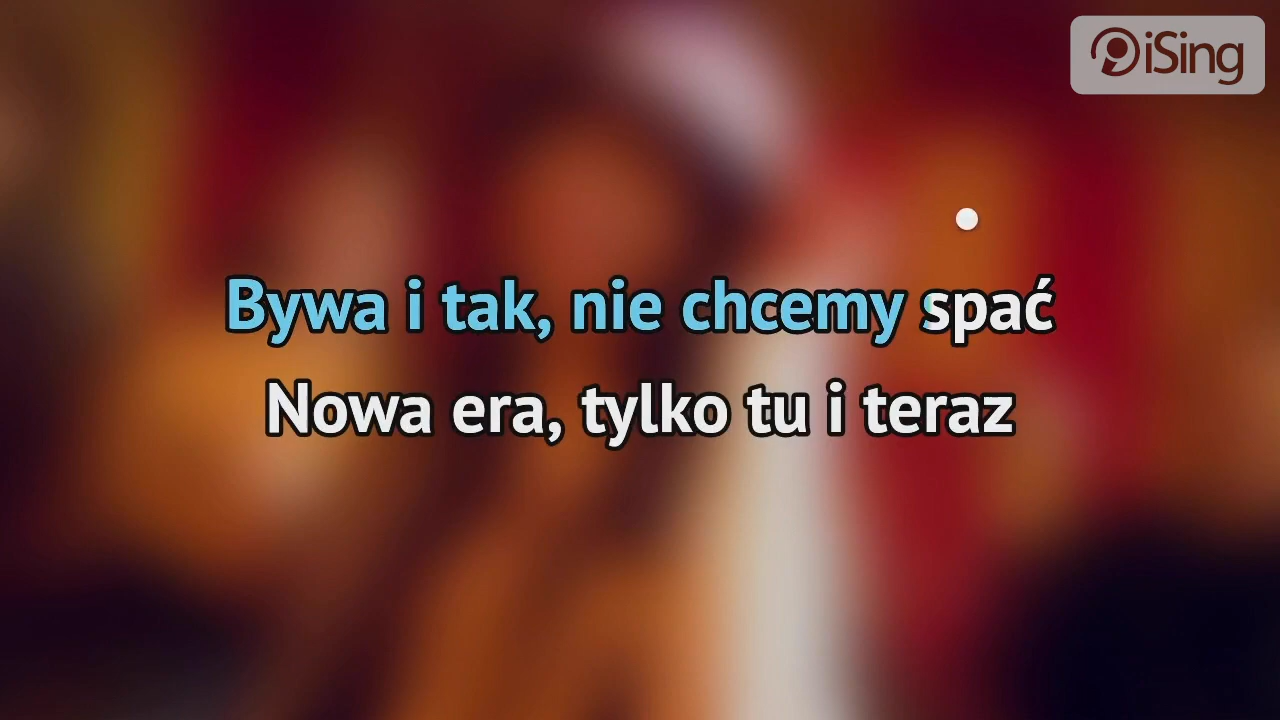 iSing
Bywa i tak, nie chcemy spać
Nowa era, tylko tu i teraz